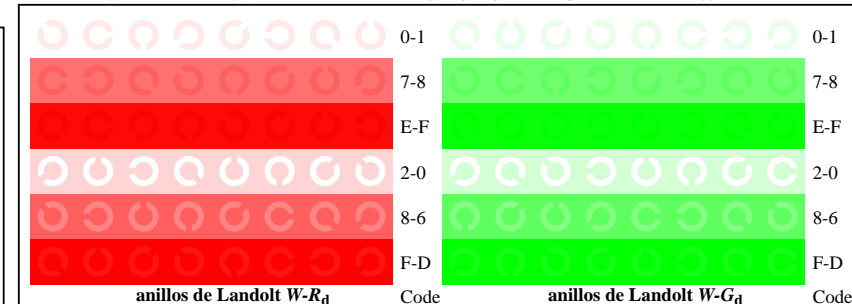 0-1 0-1
7-8 7-8
E-F E-F
2-0 2-0
8-6 8-6
F-D F-D
anillos de Landolt W-Rd Code anillos de Landolt W-Gd Code